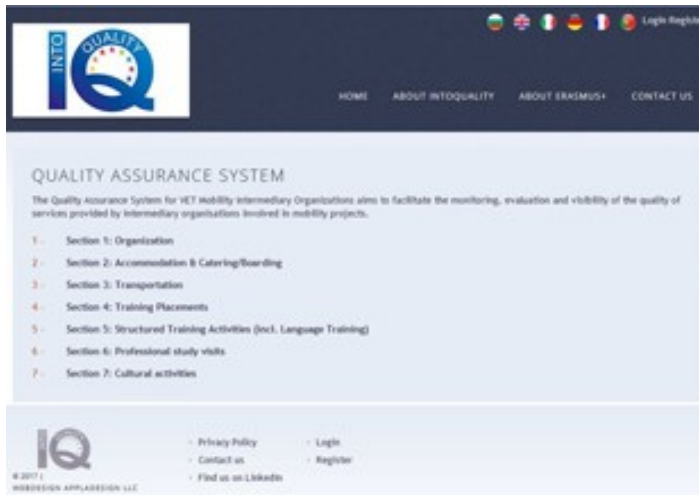 INTO QUALITY
IQ
Login Register
HOME ABOUT INTOQUALITY ABOUT ERASMUS+ CONTACT US
QUALITY ASSURANCE SYSTEM
The Quality Assurance System for VET Mobility Intermediary Organizations aims to facilitate the monitoring, evaluation and visibility of the quality of
services provided by intermediary organisations involved in mobility projects.
1 - Section 1: Organization
2 - Section 2: Accommodation & Catering/Boarding
3 - Section 3: Transportation
4 - Section 4: Training Placements
5 - Section 5: Structured Training Activities (incl. Language Training)
6 - Section 6: Professional study visits
7 - Section 7: Cultural activities
IQ
Privacy Policy Login
Contact us Register
Find us on LinkedIn
© 2017 |
WEBDESIGN APPLADESIGN LLC